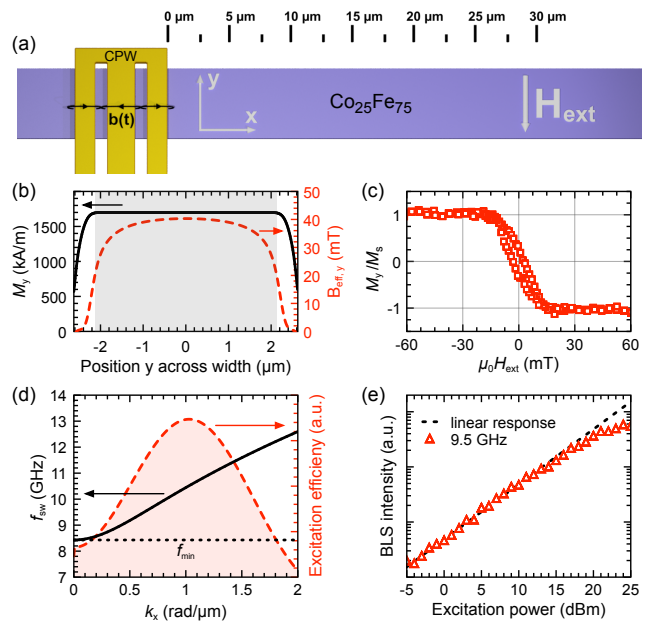 0 µm 5 µm 10 µm 15 µm 20 µm 25 µm 30 µm
(a)
CPW
b(t)
y
x
Co25Fe75
Hext
(b)
My (kA/m)
1500
1000
500
0
-2 -1 0 1 2
Position y across width (µm)
50
40
30
20
10
0
Beff, y (mT)
(c)
My/Ms
1
0
-1
-60 -30 0 30 60
µ0Hext (mT)
(d)
fsw (GHz)
14
13
12
11
10
9
8
7
fmin
0 0.5 1 1.5 2
kx (rad/µm)
Excitation efficieny (a.u.)
(e)
BLS intensity (a.u.)
linear response
9.5 GHz
-5 0 5 10 15 20 25
Excitation power (dBm)